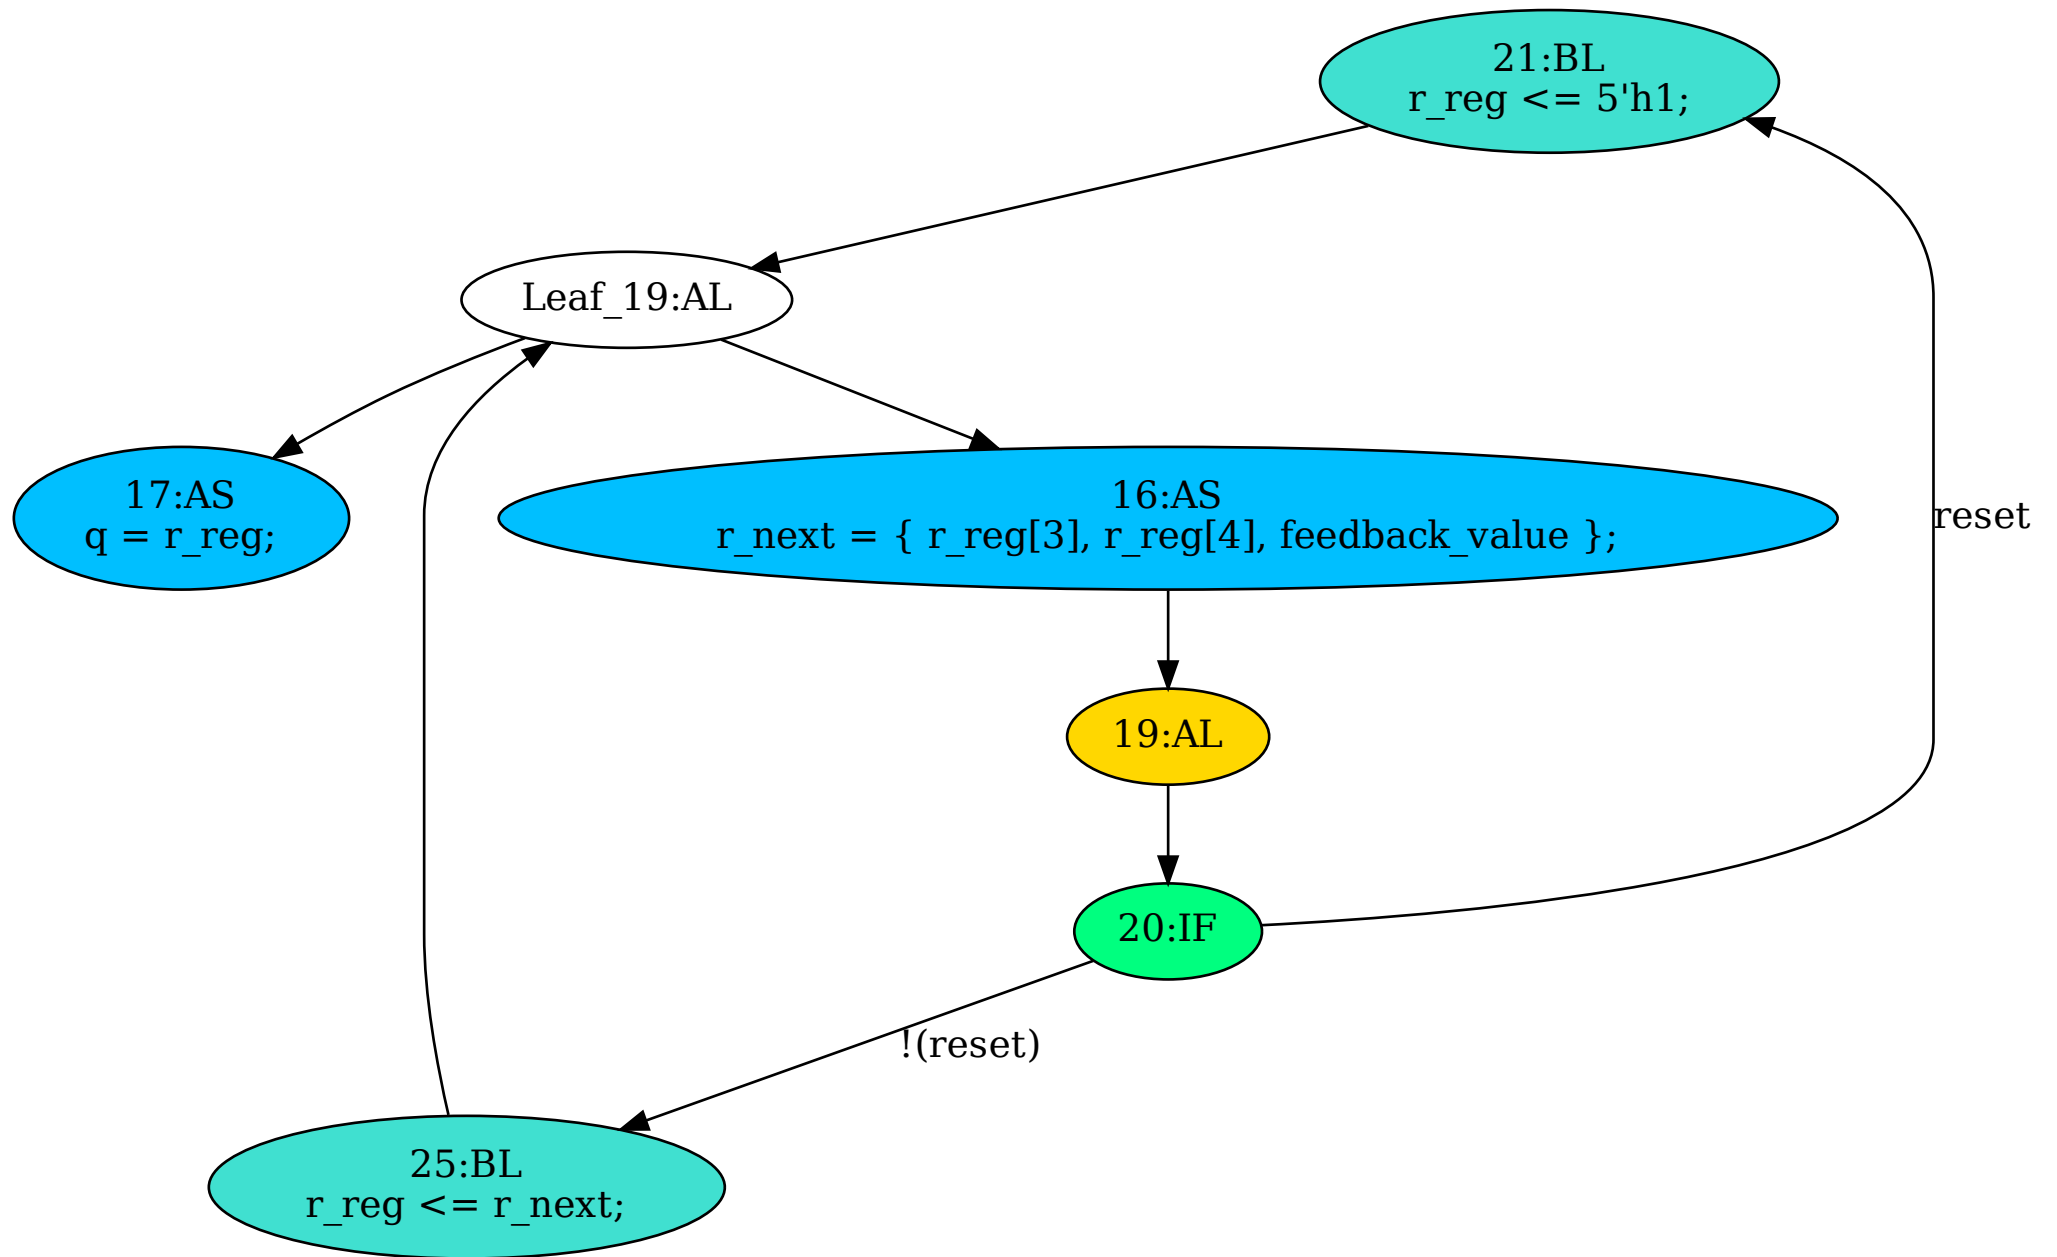 21:BL
r_reg <= 5'h1;
Leaf_19:AL
17:AS
q = r_reg;
16:AS
r_next = { r_reg[3], r_reg[4], feedback_value };
reset
19:AL
20:IF
!(reset)
25:BL
r_reg <= r_next;